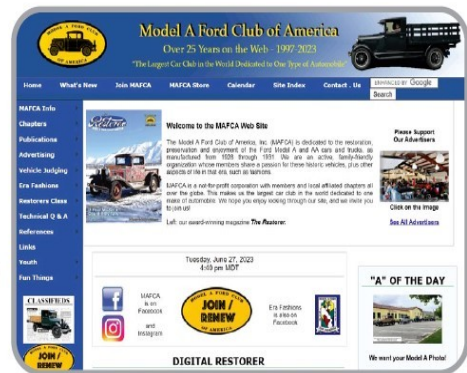 Model A Ford Club of America
Over 25 Years on the Web - 1997-2023
"The Largest Car Club in the World Dedicated to One Type of Automobile"
Home What's New Join MAFCA MAFCA Store Calendar Site Index Contact Us ENHANCED BY Google
Search
MAFCA Info
Chapters
Publications
Advertising
Vehicle Judging
Era Fashions
Restorers Class
Technical Q & A
References
Links
Youth
Fun Things
CLASSIFIEDS
JOIN /
RENEW
Restorer
Welcome to the MAFCA Web Site
The Model A Ford Club of America, Inc. (MAFCA) is dedicated to the restoration,
preservation and enjoyment of the Ford Model A and AA cars and trucks, as
manufactured from 1928 through 1931. We are an active, family-friendly
organization whose members share a passion for these historic vehicles, plus other
aspects of life in that era, such as fashions.
MAFCA is a not-for-profit corporation with members and local affiliated chapters all
over the globe. This makes us the largest car club in the world dedicated to one
make of automobile. We hope you enjoy looking through our site, and we invite you
to join us!
Left: our award-winning magazine The Restorer.
Please Support
Our Advertisers
Click on the Image
See All Advertisers
Tuesday, June 27, 2023
4:40 pm MDT
MAFCA
is on
Facebook
and
Instagram
MODEL A FORD CLUB
JOIN /
RENEW
OF AMERICA
Era Fashions
is also on
Facebook
DIGITAL RESTORER
"A" OF THE DAY
We want your Model A Photo!